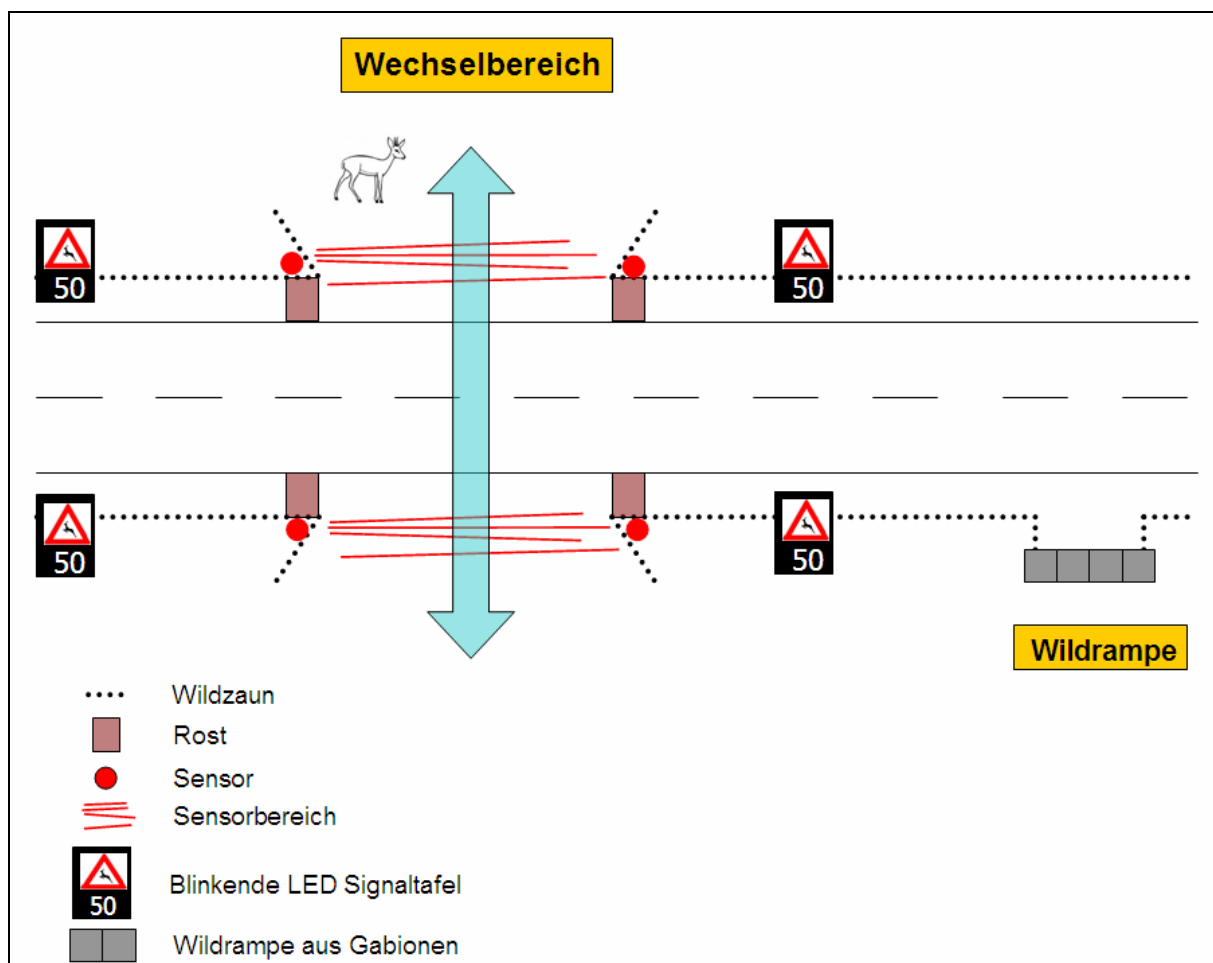 Wechselbereich
50
50
50
50
Wildrampe
Wildzaun
Rost
Sensor
Sensorbereich
50
Blinkende LED Signaltafel
Wildrampe aus Gabionen